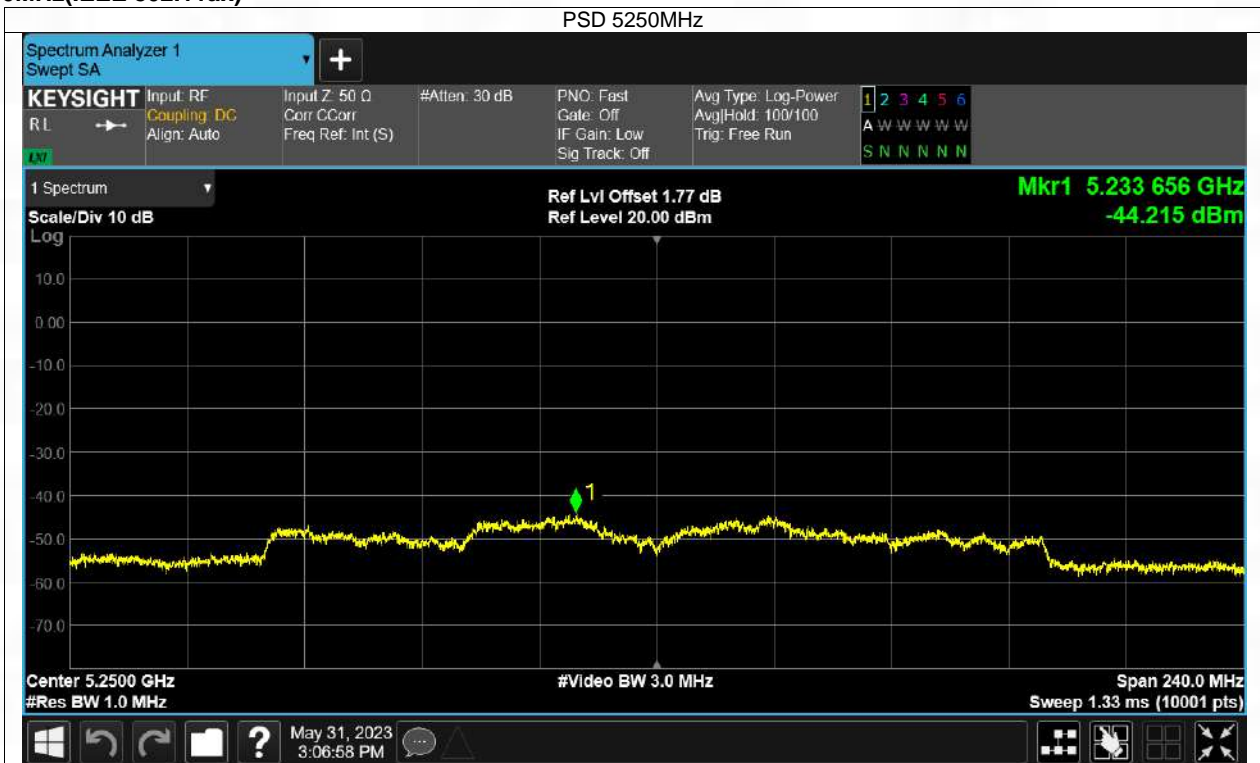 PSD 5250MHz
Spectrum Analyzer 1
Swept SA
+
KEYSIGHT
RL
LXI
Input: RF
Coupling: DC
Align: Auto
Input Z: 50 Ω
Corr CCorr
Freq Ref: Int (S)
#Atten: 30 dB
PNO: Fast
Gate: Off
IF Gain: Low
Sig Track: Off
Avg Type: Log-Power
Avg|Hold: 100/100
Trig: Free Run
1 2 3 4 5 6
A W W W W W
S N N N N N
1 Spectrum
Scale/Div 10 dB
Log
Ref Lvl Offset 1.77 dB
Ref Level 20.00 dBm
Mkr1 5.233 656 GHz
-44.215 dBm
10.0
0.00
-10.0
-20.0
-30.0
-40.0
-50.0
-60.0
-70.0
1
Center 5.2500 GHz
#Res BW 1.0 MHz
#Video BW 3.0 MHz
Span 240.0 MHz
Sweep 1.33 ms (10001 pts)
?
May 31, 2023
3:06:58 PM